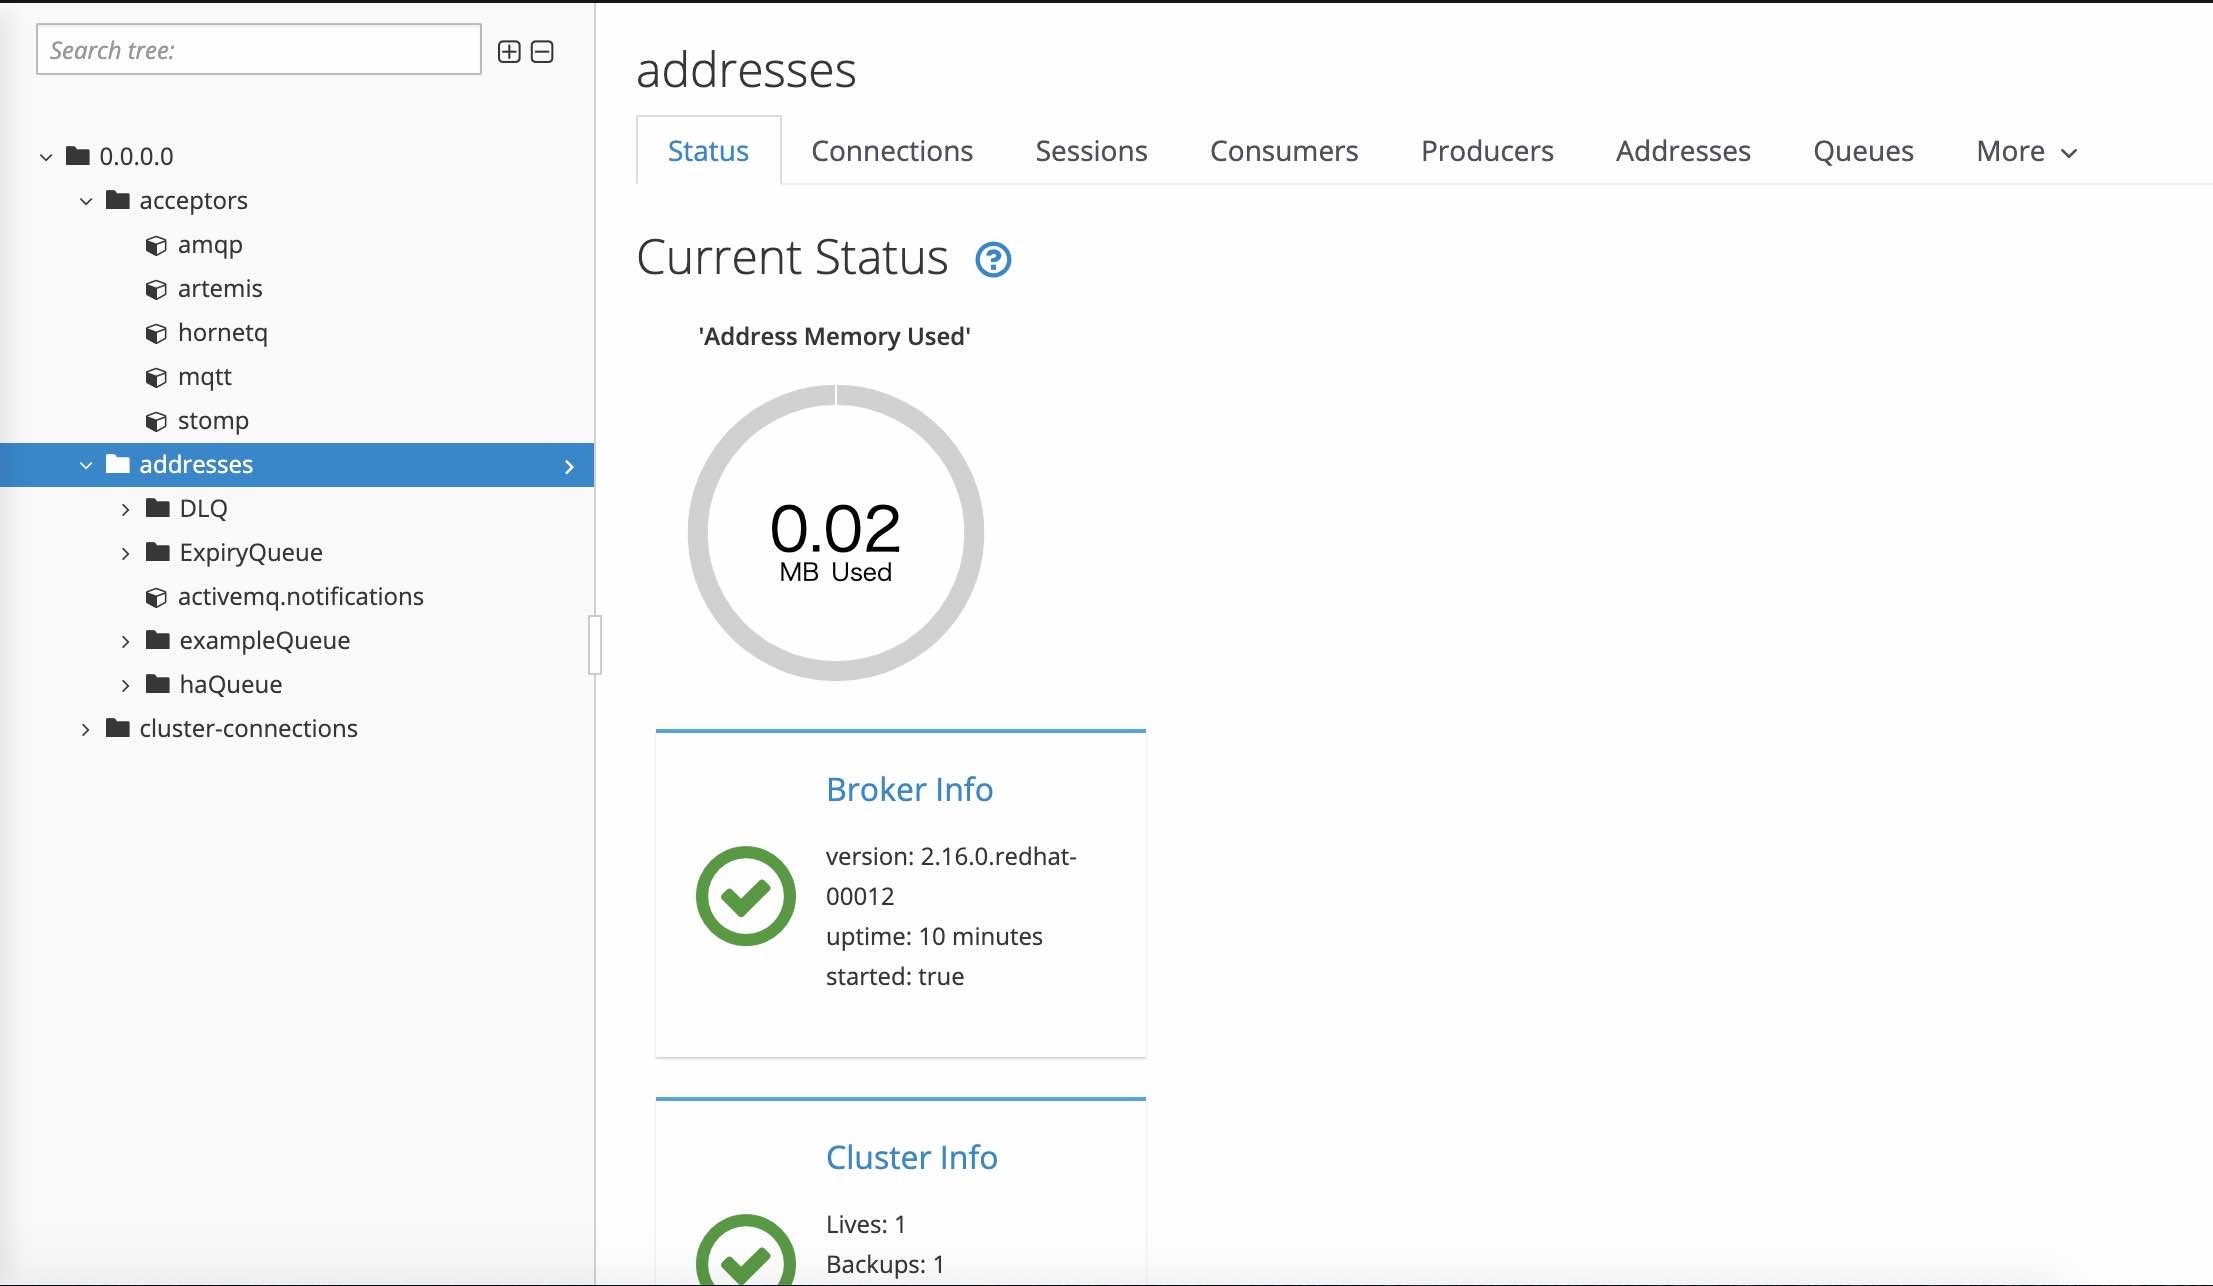 Search tree:
0.0.0.0
acceptors
amqp
artemis
hornetq
mqtt
stomp
addresses
DLQ
ExpiryQueue
activemq.notifications
exampleQueue
haQueue
cluster-connections
addresses
Status Connections Sessions Consumers Producers Addresses Queues More
Current Status
'Address Memory Used'
0.02
MB Used
Broker Info
version: 2.16.0.redhat-
00012
uptime: 10 minutes
started: true
Cluster Info
Lives: 1
Backups: 1